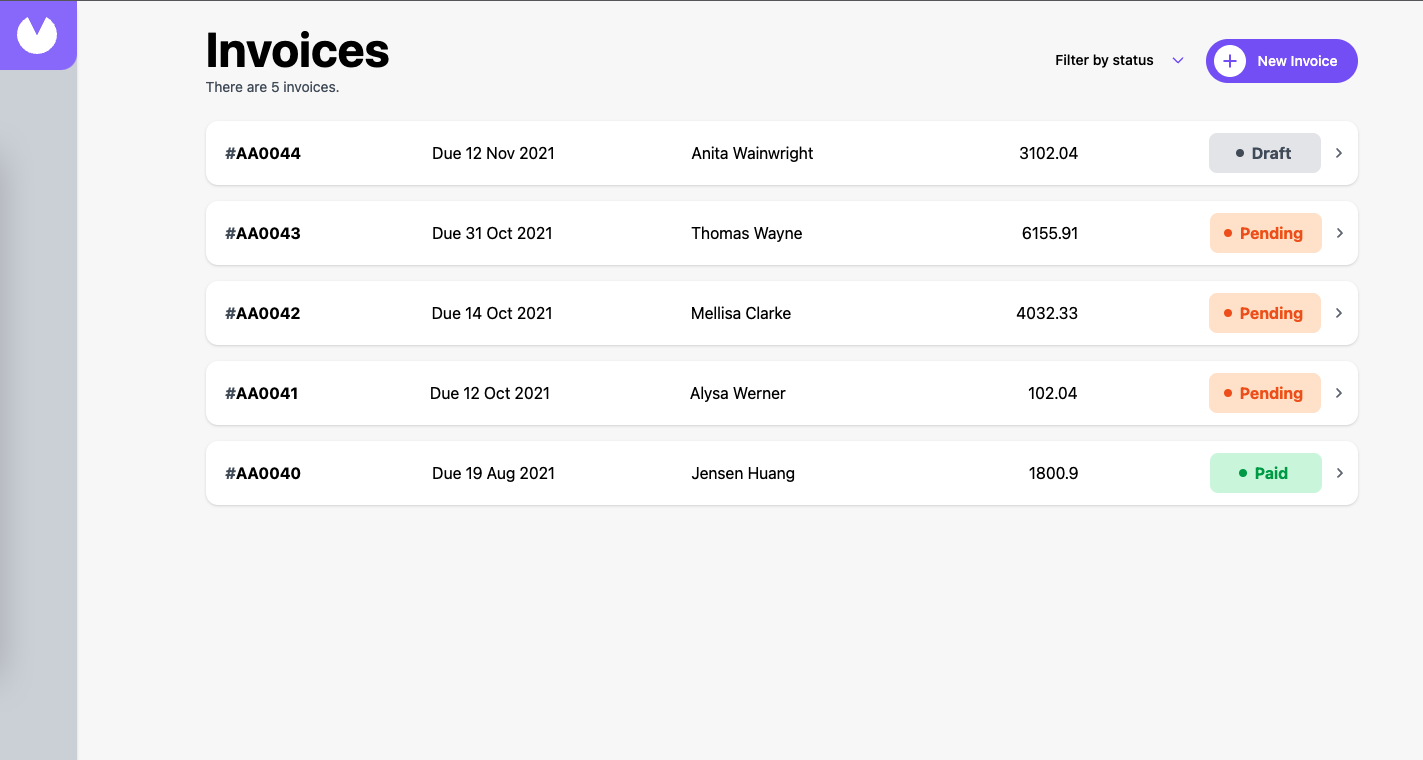 Invoices
There are 5 invoices.
Filter by status
New Invoice
#AA0044 Due 12 Nov 2021 Anita Wainwright 3102.04 Draft
#AA0043 Due 31 Oct 2021 Thomas Wayne 6155.91 Pending
#AA0042 Due 14 Oct 2021 Mellisa Clarke 4032.33 Pending
#AA0041 Due 12 Oct 2021 Alysa Werner 102.04 Pending
#AA0040 Due 19 Aug 2021 Jensen Huang 1800.9 Paid